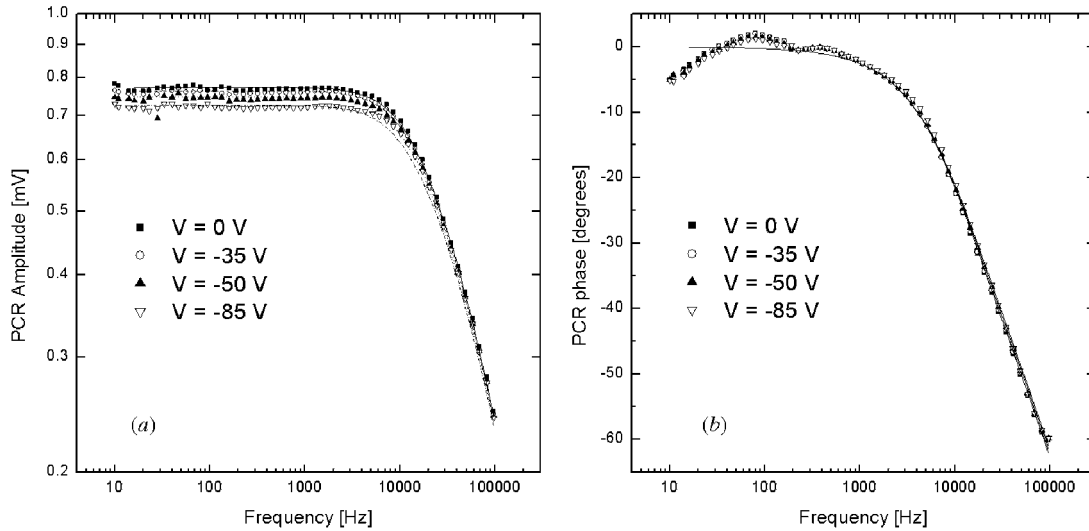 1.0
0.9
0.8
0.7
0.6
0.5
0.4
0.3
0.2
PCR Amplitude [mV]
V = 0 V
V = -35 V
V = -50 V
V = -85 V
(a)
10 100 1000 10000 100000
Frequency [Hz]
0
-10
-20
-30
-40
-50
-60
PCR phase [degrees]
V = 0 V
V = -35 V
V = -50 V
V = -85 V
(b)
10 100 1000 10000 100000
Frequency [Hz]